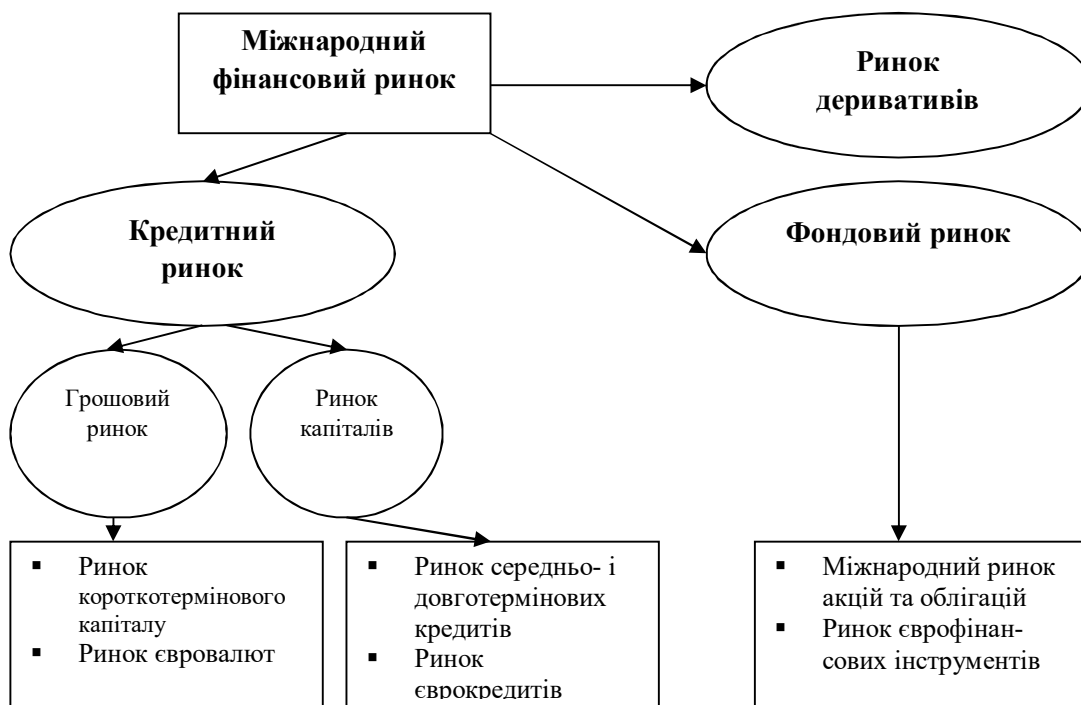 Міжнародний
фінансовий ринок
Ринок
деривативів
Кредитний
ринок
Фондовий ринок
Грошовий
ринок
Ринок
капіталів
▪ Ринок
короткотермінового
капіталу
▪ Ринок євровалют
▪ Ринок середньо- і
довготермінових
кредитів
▪ Ринок
єврокредитів
▪ Міжнародний ринок
акцій та облігацій
▪ Ринок єврофінан-
сових інструментів